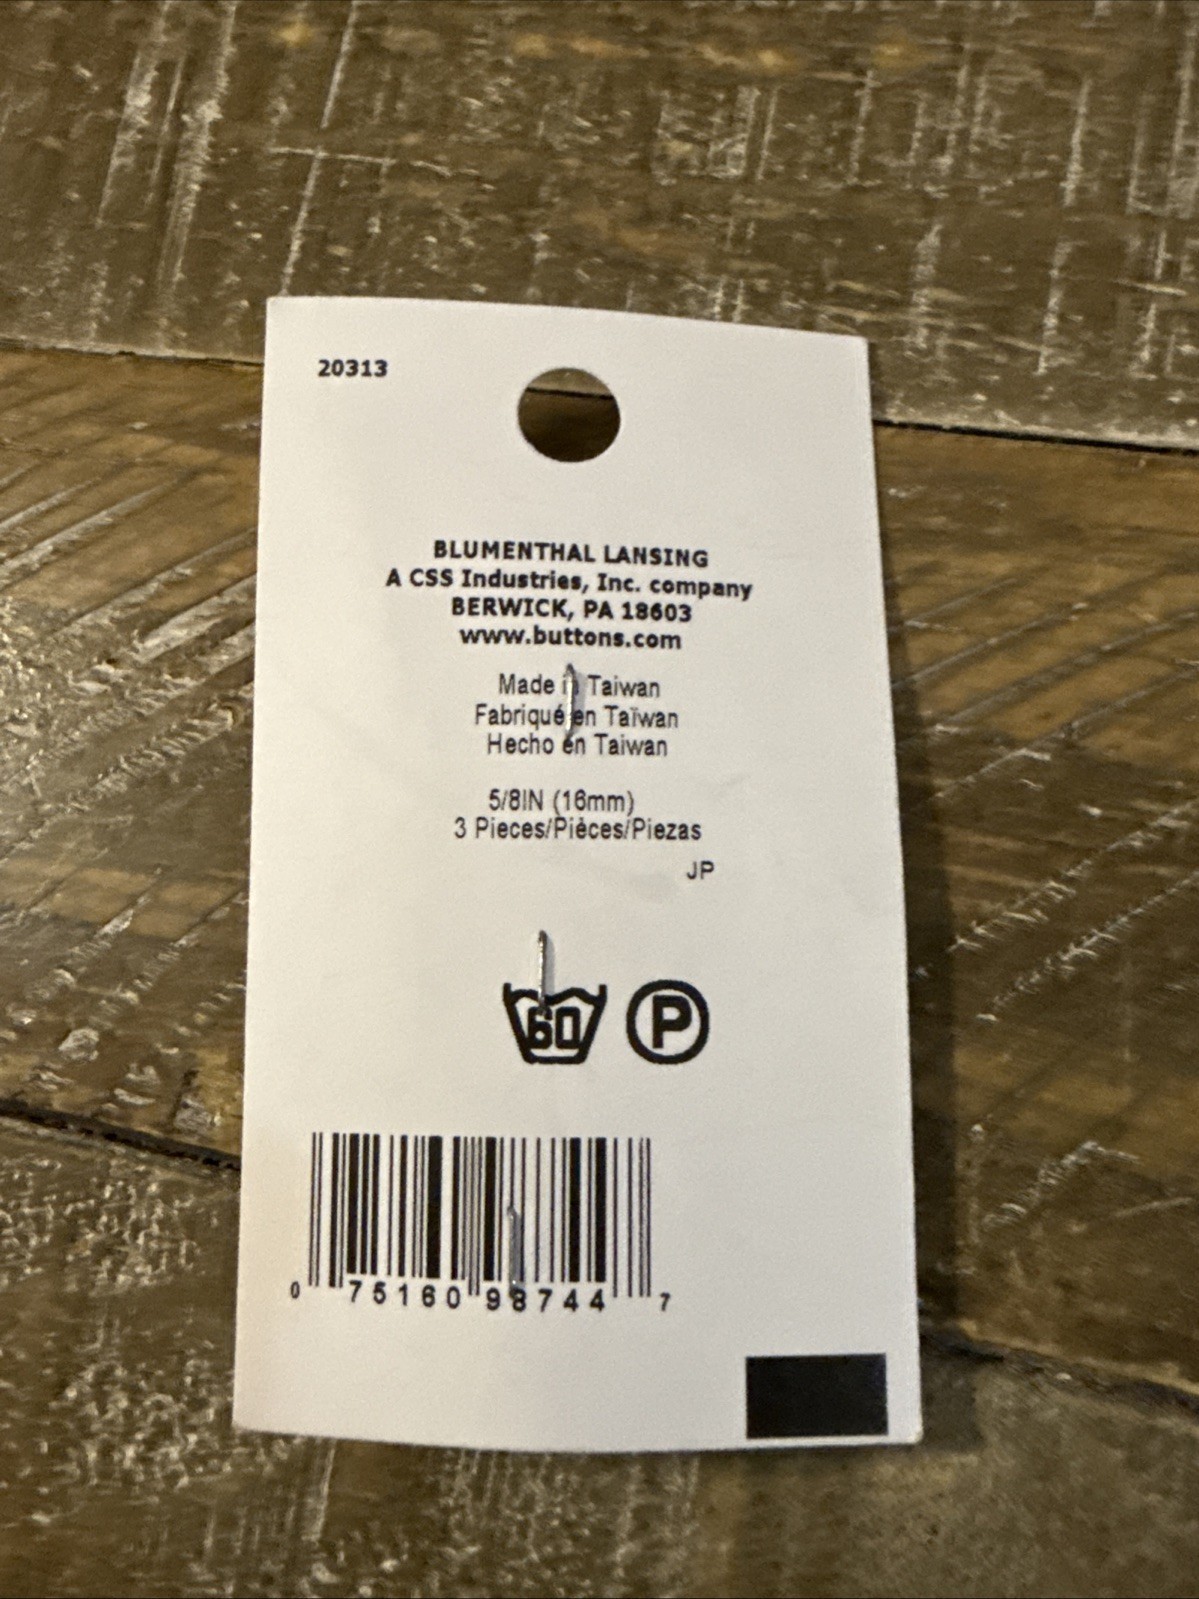 20313
BLUMENTHAL LANSING
A CSS Industries, Inc. company
BERWICK, PA 18603
www.buttons.com
Made in Taiwan
Fabriqué en Taïwan
Hecho en Taiwan
5/8IN (16mm)
3 Pieces/Pièces/Piezas
JP
60 P
0 75160 98744 7